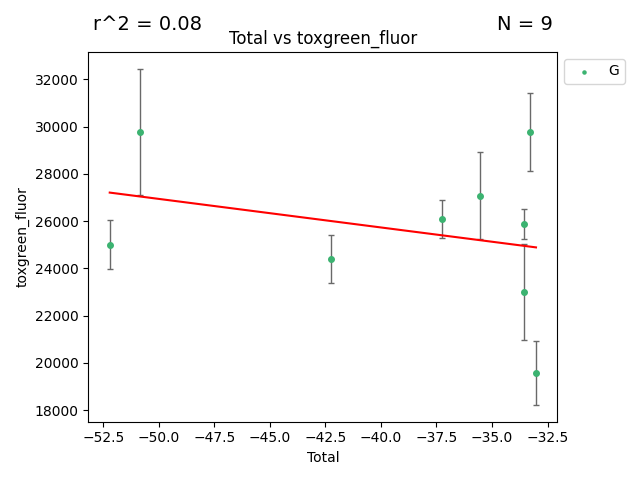 r^2 = 0.08
N = 9
Total vs toxgreen_fluor
G
32000
30000
28000
26000
24000
22000
20000
18000
toxgreen_fluor
−52.5 −50.0 −47.5 −45.0 −42.5 −40.0 −37.5 −35.0 −32.5
Total